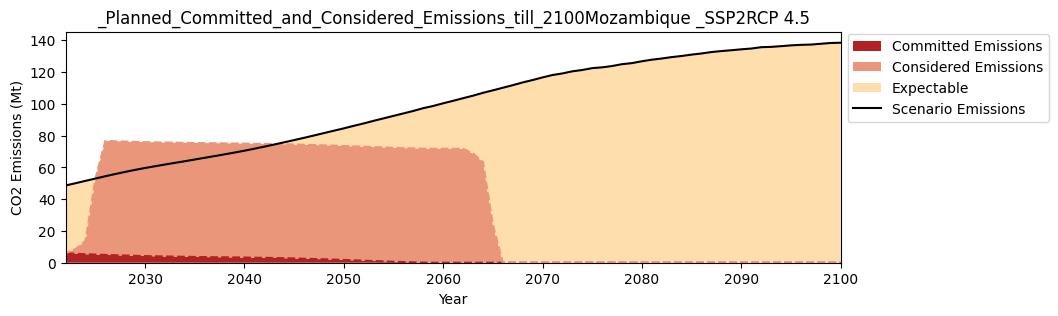 _Planned_Committed_and_Considered_Emissions_till_2100Mozambique _SSP2RCP 4.5
CO2 Emissions (Mt)
140
120
100
80
60
40
20
0
2030 2040 2050 2060 2070 2080 2090 2100
Year
Committed Emissions
Considered Emissions
Expectable
Scenario Emissions